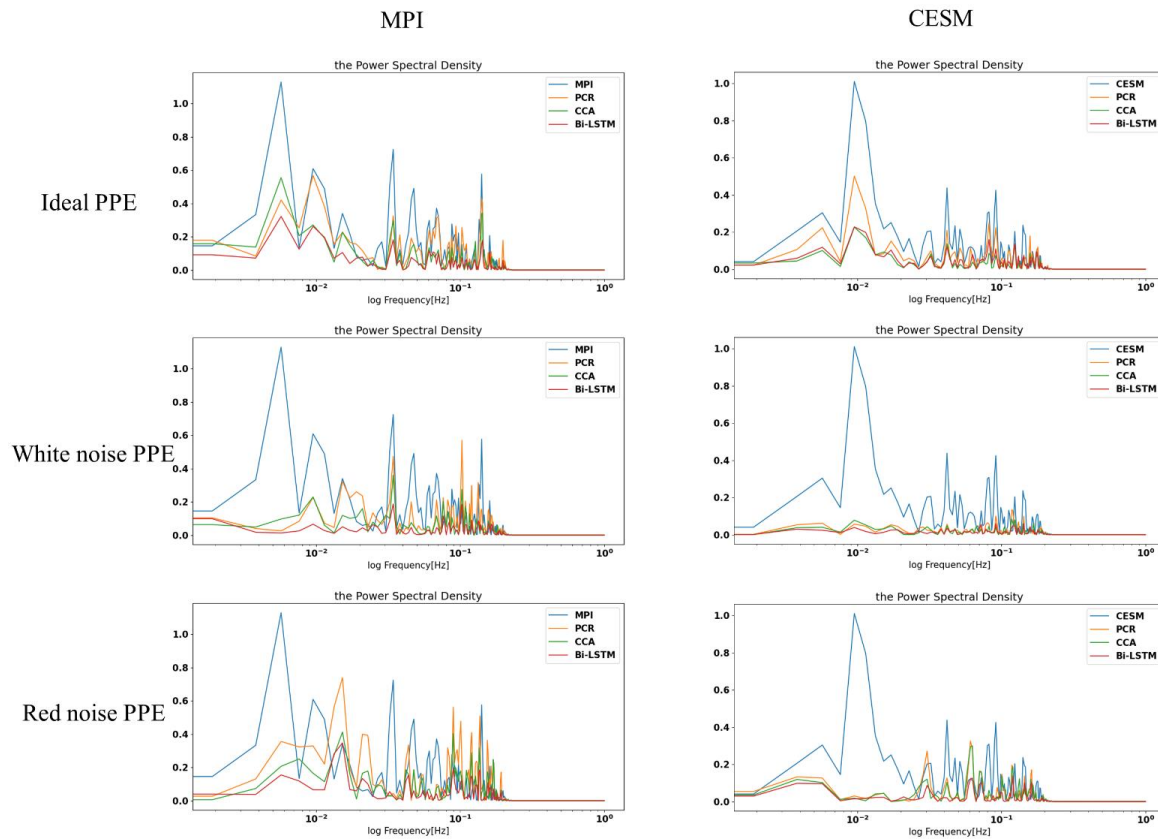 MPI
CESM
Ideal PPE
the Power Spectral Density
1.0
0.8
0.6
0.4
0.2
0.0
MPI
PCR
CCA
Bi-LSTM
10⁻²
10⁻¹
10⁰
log Frequency[Hz]
the Power Spectral Density
1.0
0.8
0.6
0.4
0.2
0.0
CESM
PCR
CCA
Bi-LSTM
10⁻²
10⁻¹
10⁰
log Frequency[Hz]
White noise PPE
the Power Spectral Density
1.0
0.8
0.6
0.4
0.2
0.0
MPI
PCR
CCA
Bi-LSTM
10⁻²
10⁻¹
10⁰
log Frequency[Hz]
the Power Spectral Density
1.0
0.8
0.6
0.4
0.2
0.0
CESM
PCR
CCA
Bi-LSTM
10⁻²
10⁻¹
10⁰
log Frequency[Hz]
Red noise PPE
the Power Spectral Density
1.0
0.8
0.6
0.4
0.2
0.0
MPI
PCR
CCA
Bi-LSTM
10⁻²
10⁻¹
10⁰
log Frequency[Hz]
the Power Spectral Density
1.0
0.8
0.6
0.4
0.2
0.0
CESM
PCR
CCA
Bi-LSTM
10⁻²
10⁻¹
10⁰
log Frequency[Hz]